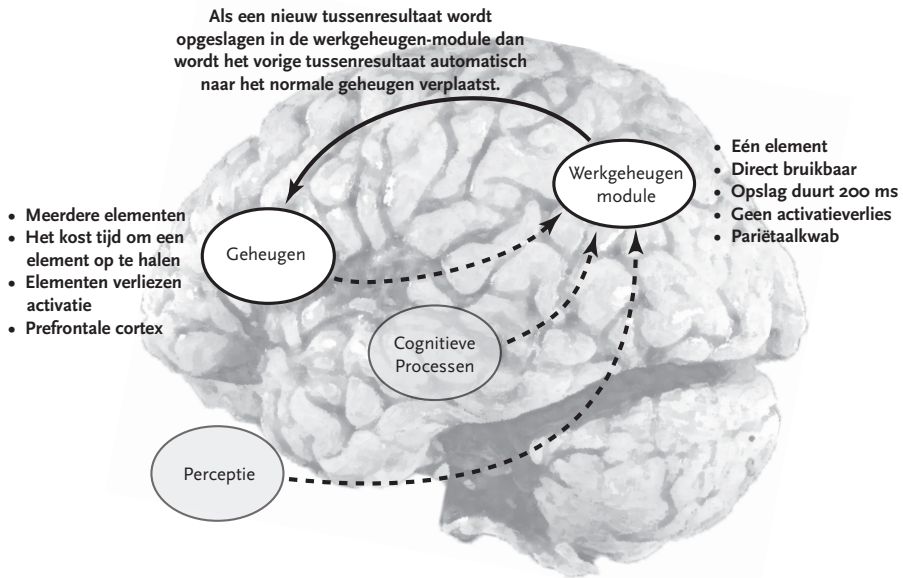 Als een nieuw tussenresultaat wordt
opgeslagen in de werkgeheugen-module dan
wordt het vorige tussenresultaat automatisch
naar het normale geheugen verplaatst.
Werkgeheugen
module
• Eén element
• Direct bruikbaar
• Opslag duurt 200 ms
• Geen activatieverlies
• Pariëtaalkwab
• Meerdere elementen
• Het kost tijd om een
element op te halen
• Elementen verliezen
activatie
• Prefrontale cortex
Geheugen
Cognitieve
Processen
Perceptie